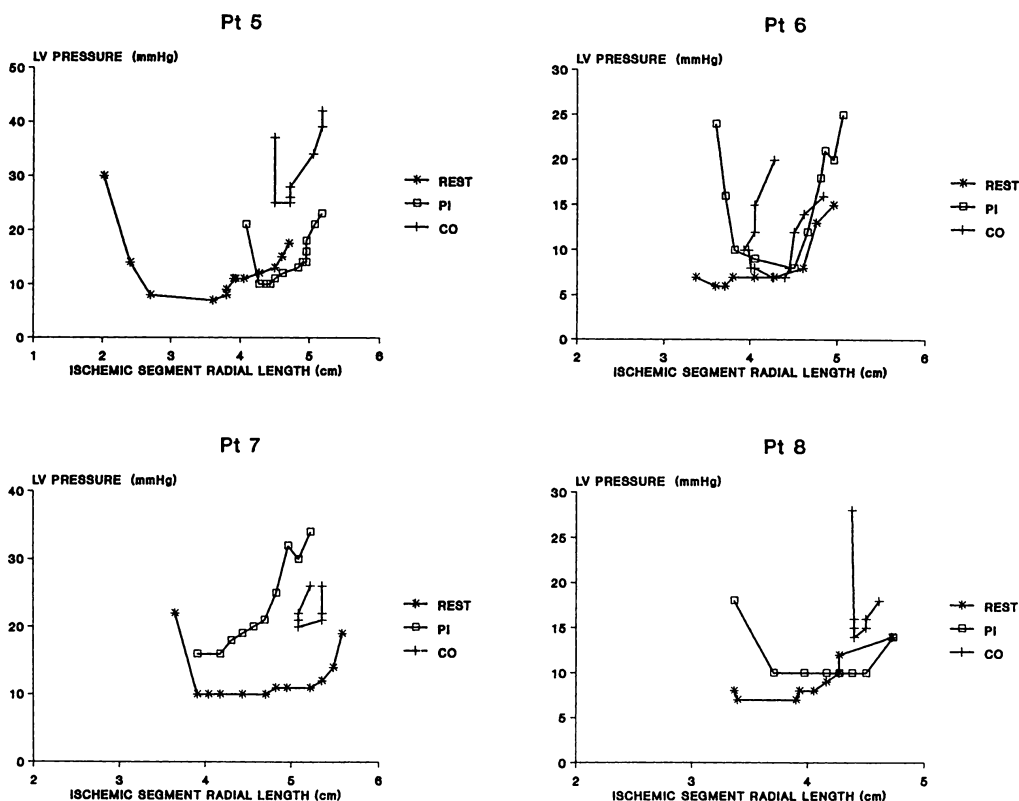 Pt 5
LV PRESSURE (mmHg)
50
40
30
20
10
0
1 2 3 4 5 6
ISCHEMIC SEGMENT RADIAL LENGTH (cm)
REST
PI
CO
Pt 6
LV PRESSURE (mmHg)
30
25
20
15
10
5
0
2 3 4 5 6
ISCHEMIC SEGMENT RADIAL LENGTH (cm)
REST
PI
CO
Pt 7
LV PRESSURE (mmHg)
40
30
20
10
0
2 3 4 5 6
ISCHEMIC SEGMENT RADIAL LENGTH (cm)
REST
PI
CO
Pt 8
LV PRESSURE (mmHg)
30
25
20
15
10
5
0
2 3 4 5
ISCHEMIC SEGMENT RADIAL LENGTH (cm)
REST
PI
CO